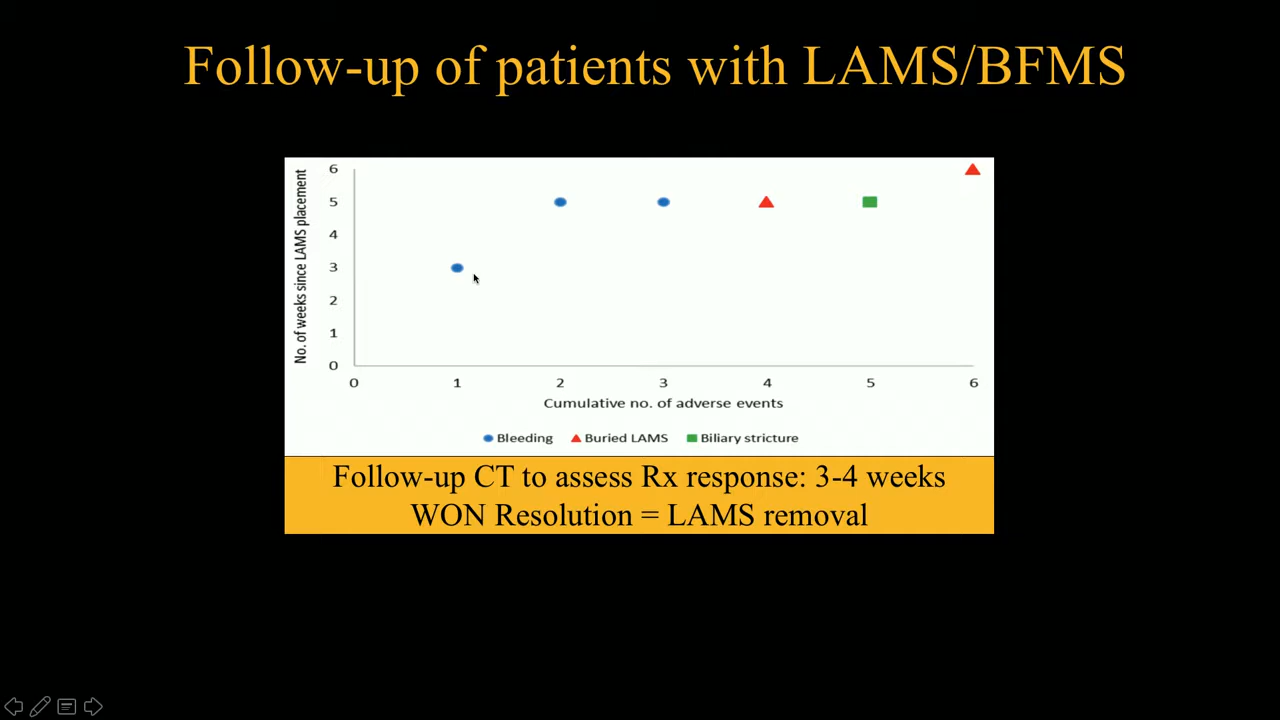 Follow-up of patients with LAMS/BFMS
No. of weeks since LAMS placement
6
5
4
3
2
1
0
0 1 2 3 4 5 6
Cumulative no. of adverse events
Bleeding Buried LAMS Biliary stricture
Follow-up CT to assess Rx response: 3-4 weeks
WON Resolution = LAMS removal